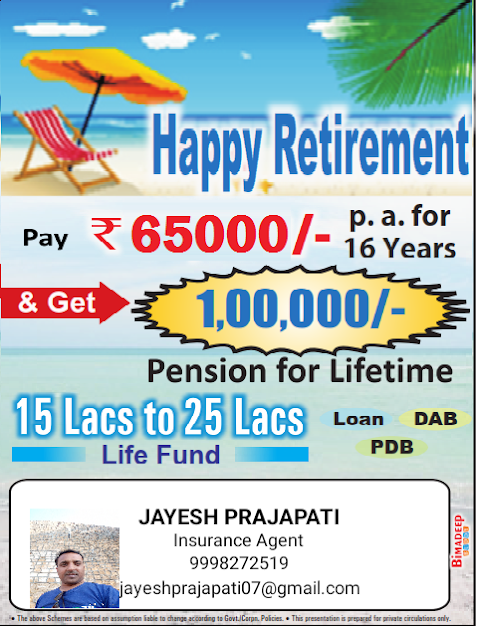 Happy Retirement
Pay ₹ 65000/- p. a. for
16 Years
& Get 1,00,000/-
Pension for Lifetime
15 Lacs to 25 Lacs
Life Fund
Loan DAB
PDB
JAYESH PRAJAPATI
Insurance Agent
9998272519
jayeshprajapati07@gmail.com
BIMADEEP
• The above Schemes are based on assumption liable to change according to Govt./Corpn. Policies. • This presentation is prepared for private circulations only.